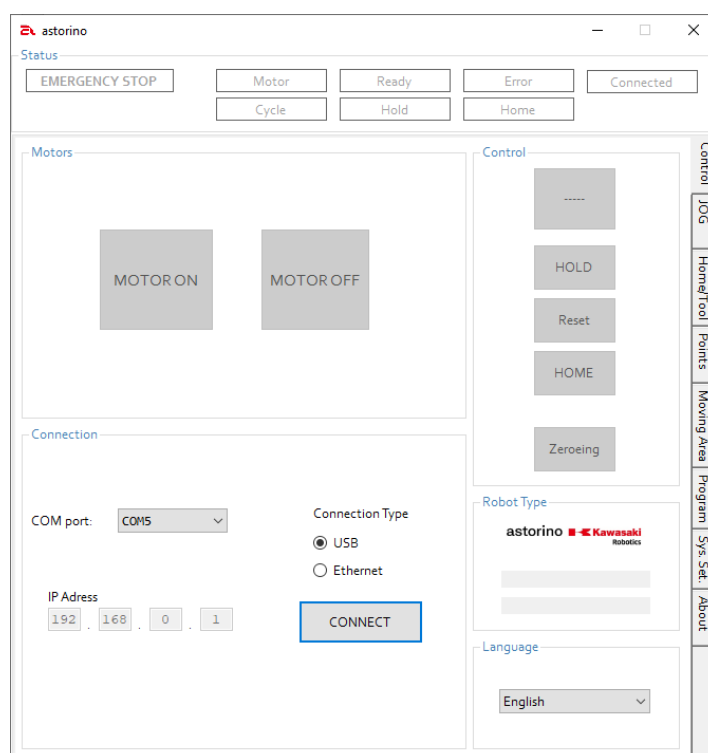 astorino
Status
EMERGENCY STOP Motor Ready Error Connected
Cycle Hold Home
Motors
MOTOR ON MOTOR OFF
Control
-----
HOLD
Reset
HOME
Zeroeing
Control
JOG
Home/Tool
Points
Moving Area
Program
Sys. Set.
About
Connection
COM port: COM5
Connection Type
USB
Ethernet
IP Adress
192 . 168 . 0 . 1
CONNECT
Robot Type
astorino Kawasaki
Robotics
Language
English